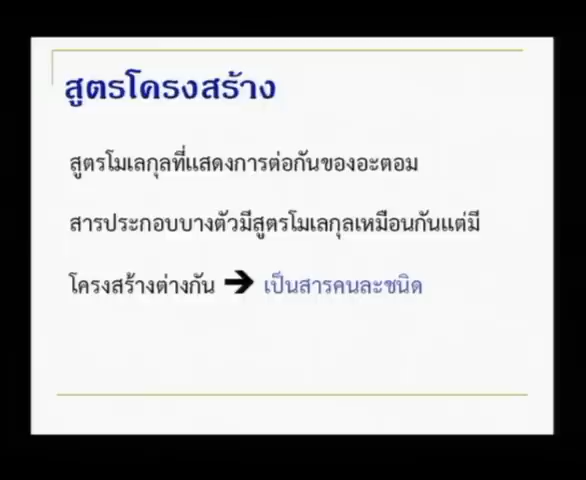 สูตรโครงสร้าง
สูตรโมเลกุลที่แสดงการต่อกันของอะตอม
สารประกอบบางตัวมีสูตรโมเลกุลเหมือนกันแต่มี
โครงสร้างต่างกัน ➔ เป็นสารคนละชนิด